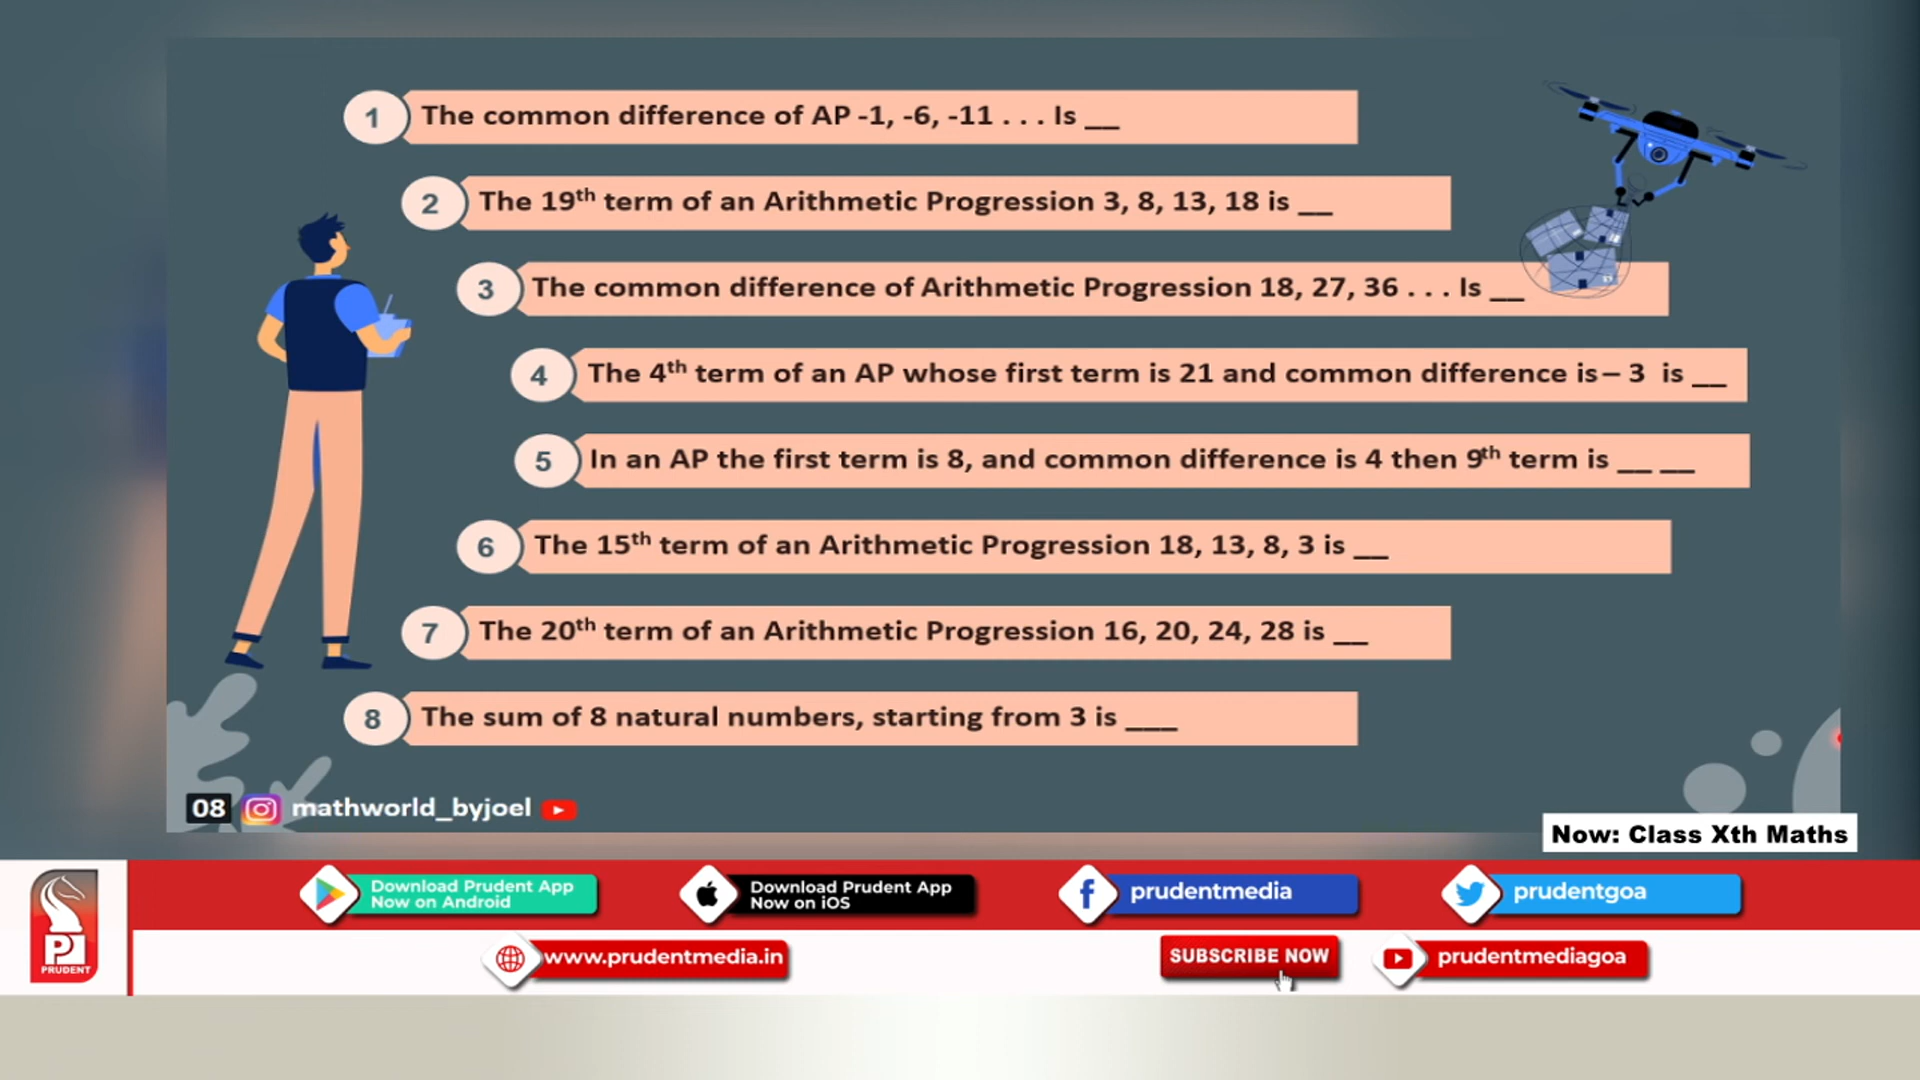 1 The common difference of AP -1, -6, -11 . . . Is __
2 The 19th term of an Arithmetic Progression 3, 8, 13, 18 is __
3 The common difference of Arithmetic Progression 18, 27, 36 . . . Is __
4 The 4th term of an AP whose first term is 21 and common difference is – 3 is __
5 In an AP the first term is 8, and common difference is 4 then 9th term is __ __
6 The 15th term of an Arithmetic Progression 18, 13, 8, 3 is __
7 The 20th term of an Arithmetic Progression 16, 20, 24, 28 is __
8 The sum of 8 natural numbers, starting from 3 is ___
08 mathworld_byjoel
Now: Class Xth Maths
Download Prudent App
Now on Android
Download Prudent App
Now on iOS
prudentmedia
prudentgoa
PRUDENT
www.prudentmedia.in
SUBSCRIBE NOW
prudentmediagoa